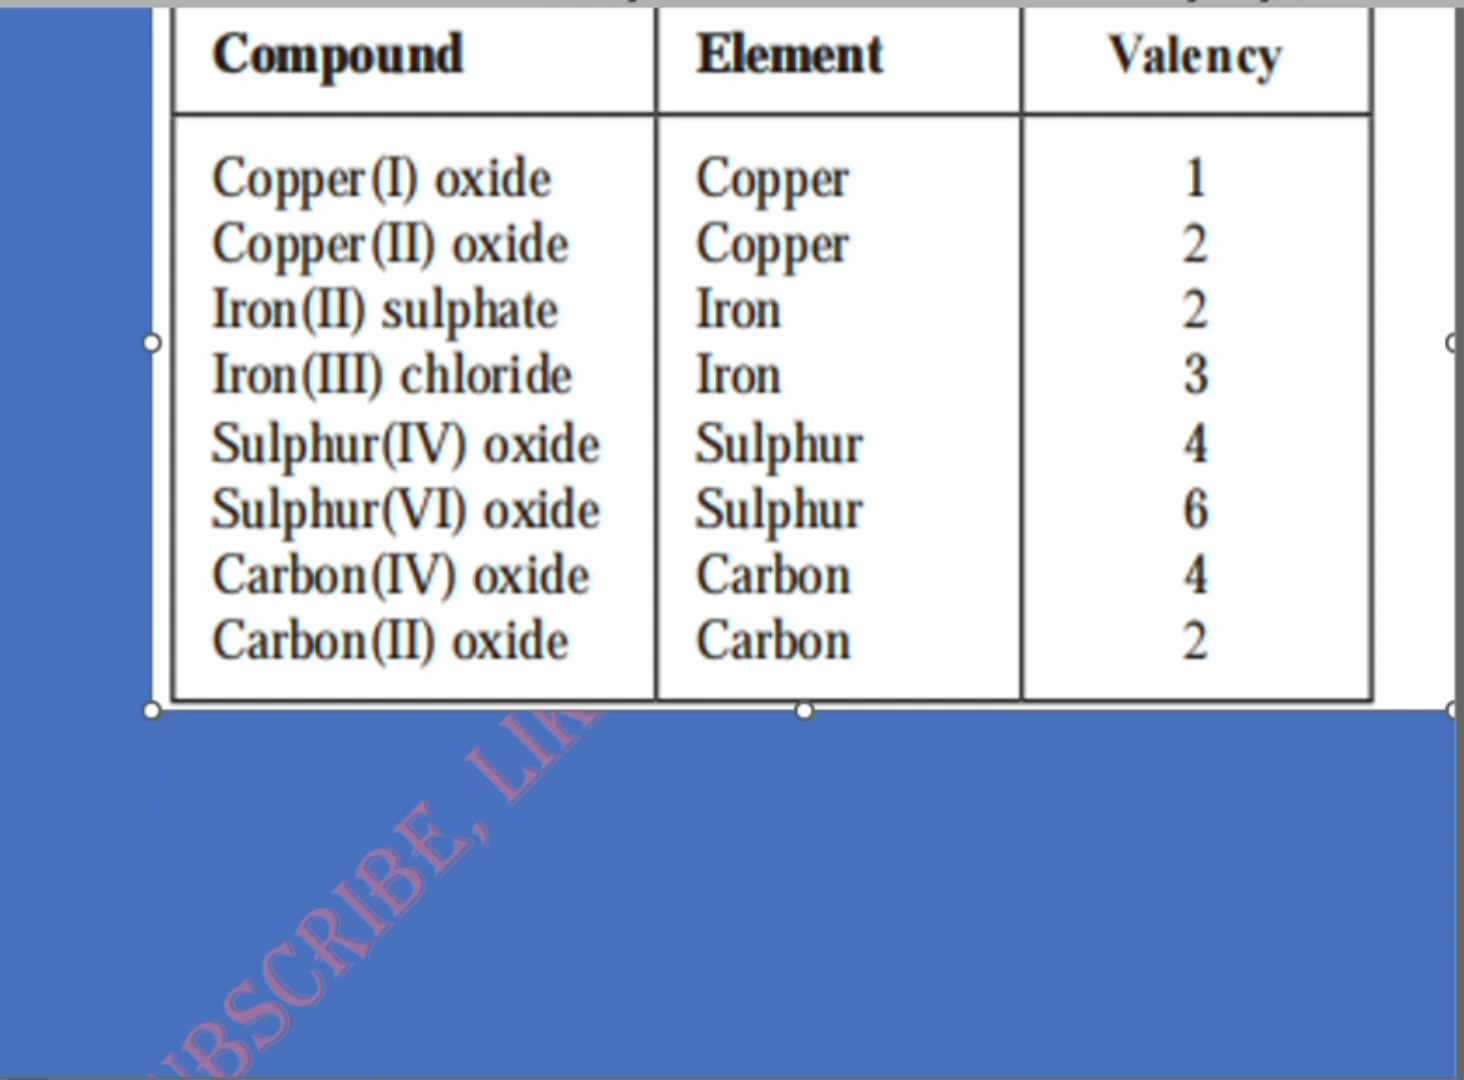 Compound Element Valency
Copper(I) oxide Copper 1
Copper(II) oxide Copper 2
Iron(II) sulphate Iron 2
Iron(III) chloride Iron 3
Sulphur(IV) oxide Sulphur 4
Sulphur(VI) oxide Sulphur 6
Carbon(IV) oxide Carbon 4
Carbon(II) oxide Carbon 2
UBSCRIBE, LIK